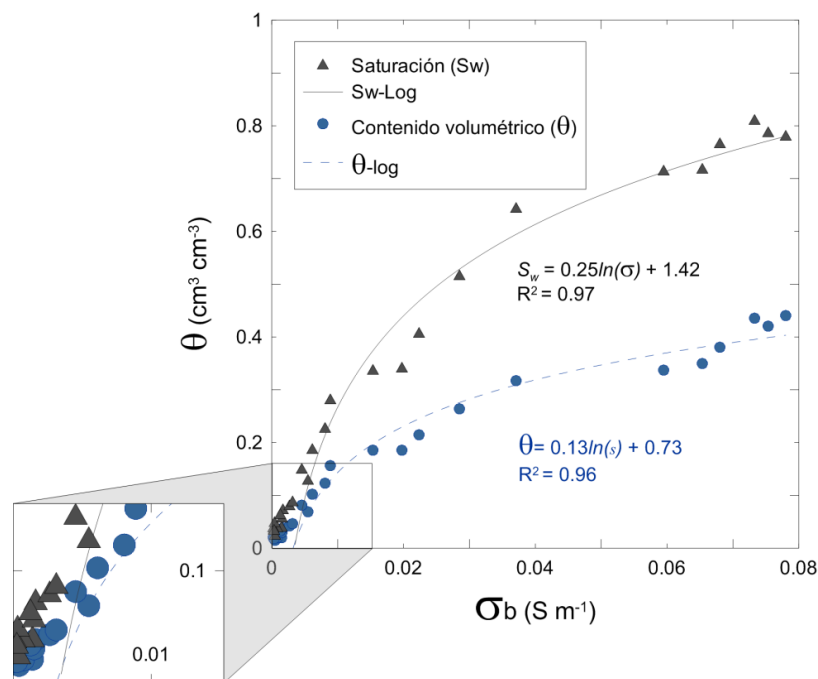 1
0.8
0.6
0.4
0.2
0
θ (cm³ cm⁻³)
Saturación (Sw)
Sw-Log
Contenido volumétrico (θ)
θ-log
S_w = 0.25ln(σ) + 1.42
R² = 0.97
θ= 0.13ln(s) + 0.73
R² = 0.96
0 0.02 0.04 0.06 0.08
σb (S m⁻¹)
0.1
0.01